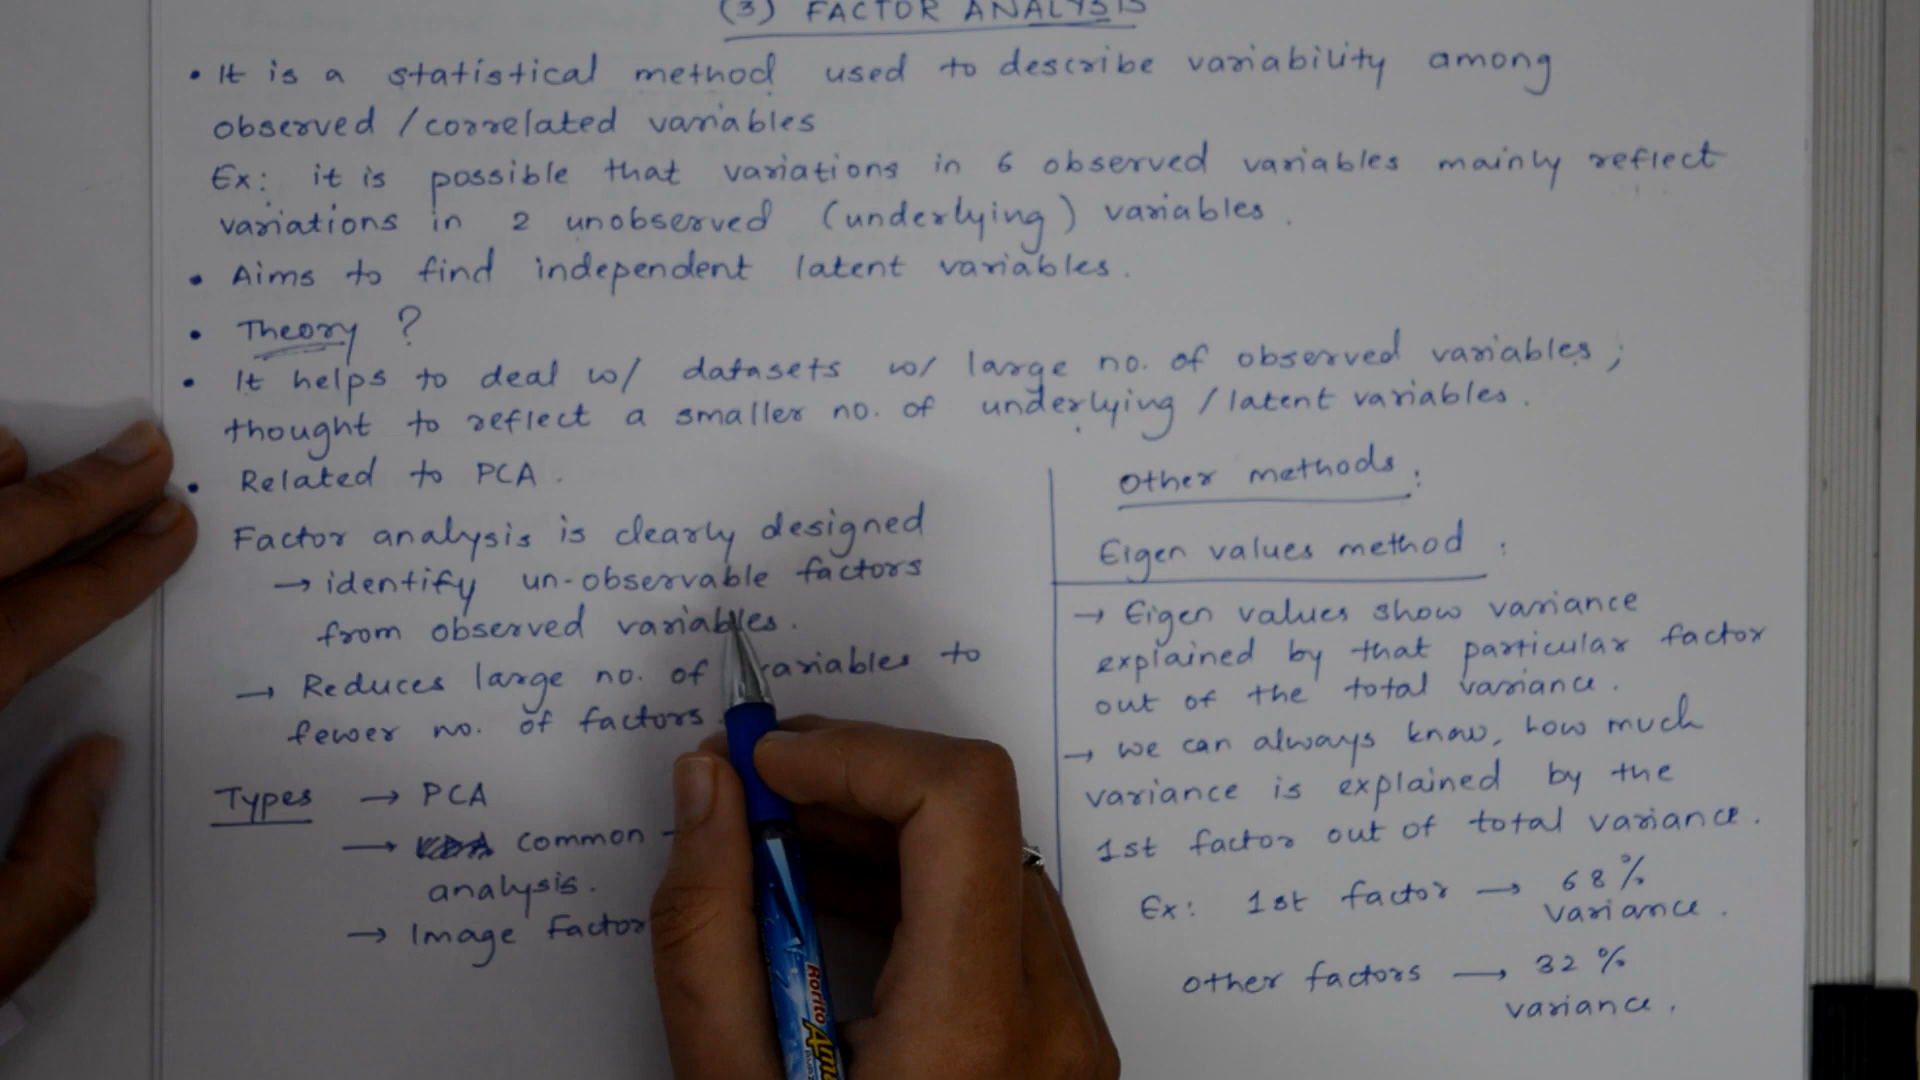 (3) FACTOR ANALYSIS
• It is a statistical method used to describe variability among
observed / correlated variables
Ex: it is possible that variations in 6 observed variables mainly reflect
variations in 2 unobserved (underlying) variables.
• Aims to find independent latent variables.
• Theory ?
• It helps to deal w/ datasets w/ large no. of observed variables;
thought to reflect a smaller no. of underlying / latent variables.
• Related to PCA.
Factor analysis is clearly designed
→ identify un-observable factors
from observed variables.
→ Reduces large no. of variables to
fewer no. of factors.
Types → PCA
→ common
analysis.
→ Image Factor
Other methods:
Eigen values method :
→ Eigen values show variance
explained by that particular factor
out of the total variance.
→ we can always know, how much
variance is explained by the
1st factor out of total variance.
Ex: 1st factor → 68%
variance.
other factors → 32%
variance.
Rorito